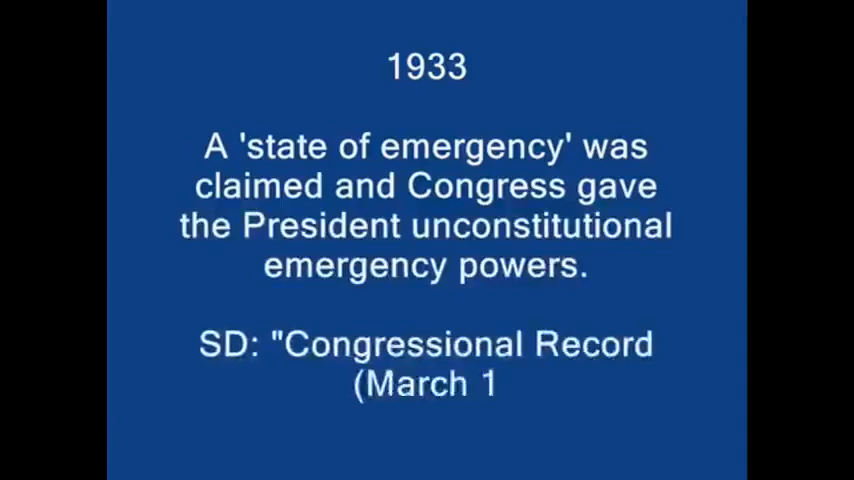 1933
A 'state of emergency' was
claimed and Congress gave
the President unconstitutional
emergency powers.
SD: "Congressional Record
(March 1